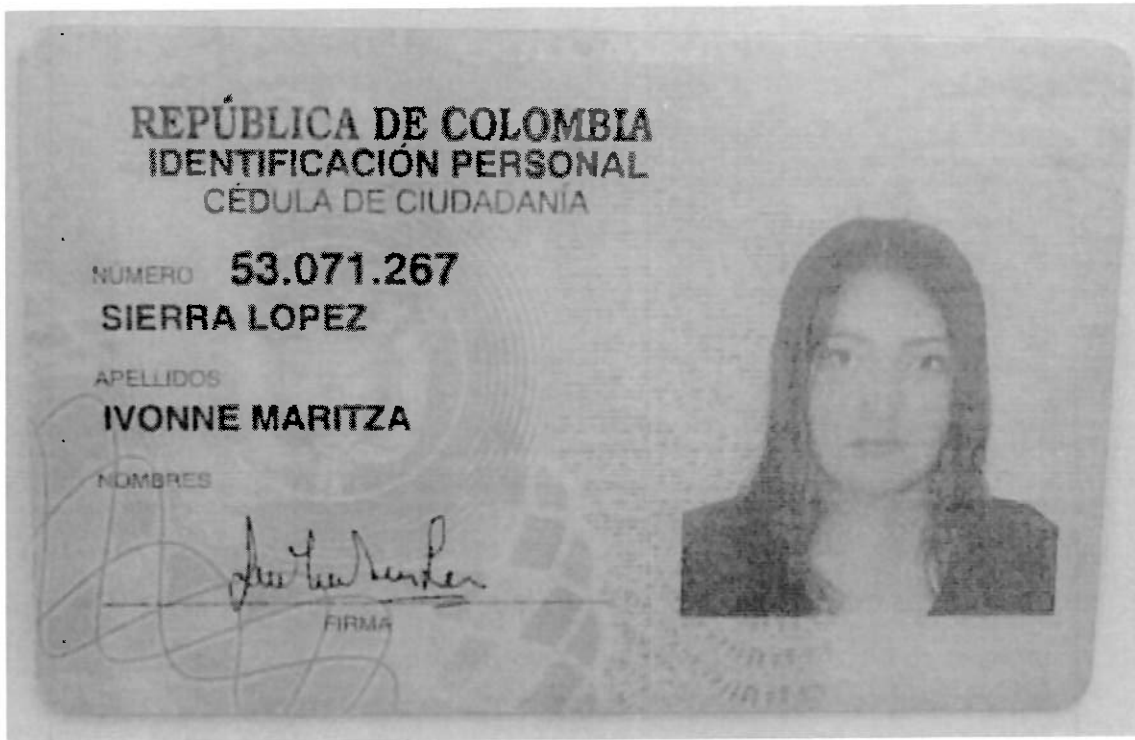 REPÚBLICA DE COLOMBIA
IDENTIFICACIÓN PERSONAL
CÉDULA DE CIUDADANÍA
NÚMERO 53.071.267
SIERRA LOPEZ
APELLIDOS
IVONNE MARITZA
NOMBRES
FIRMA